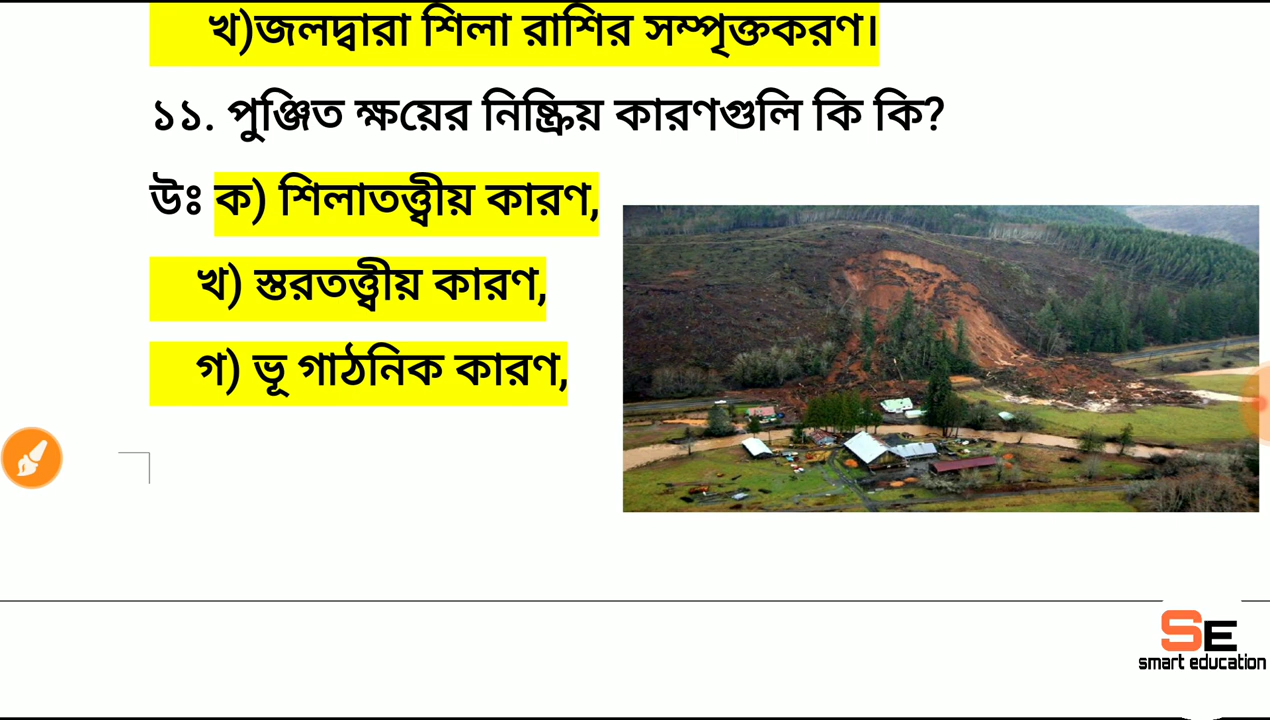 খ)জলদ্বারা শিলা রাশির সম্পৃক্তকরণ।
১১. পুঞ্জিত ক্ষয়ের নিষ্ক্রিয় কারণগুলি কি কি?
উঃ ক) শিলাতত্ত্বীয় কারণ,
খ) স্তরতত্ত্বীয় কারণ,
গ) ভূ গাঠনিক কারণ,
SE
smart education